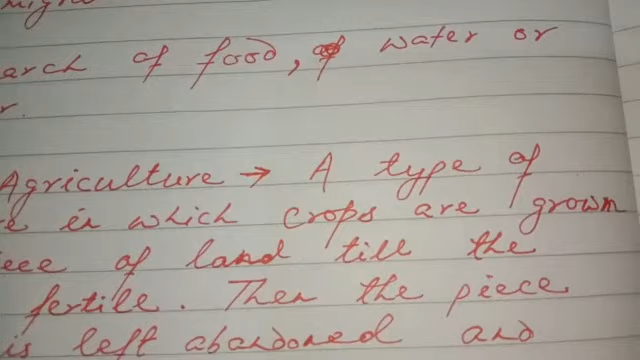 arch of food, water or
r.
Agriculture → A type of
e in which crops are grown
ece of land till the
fertile. Then the piece
is left abandoned and